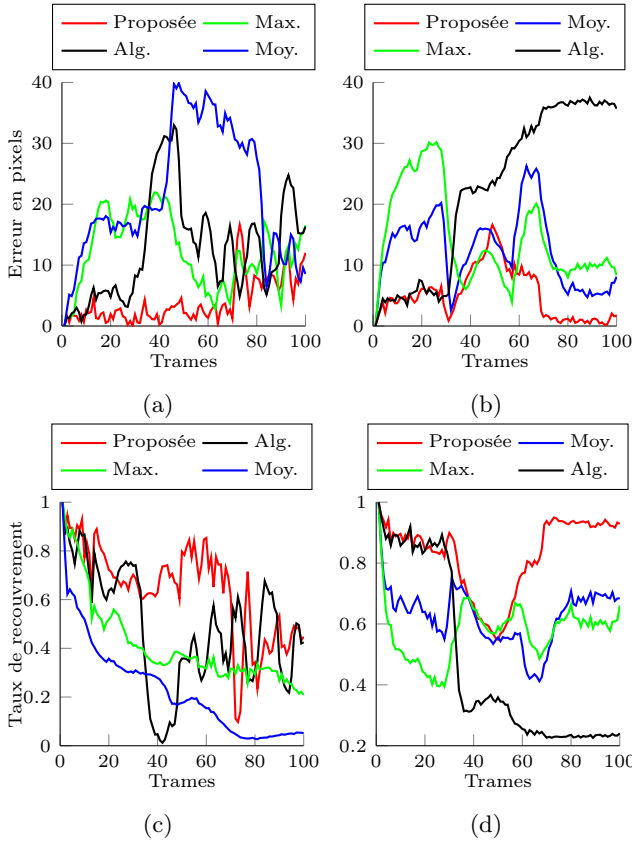 Proposée Max.
Alg. Moy.
Proposée Moy.
Max. Alg.
Erreur en pixels
40
30
20
10
0
0 20 40 60 80 100
Trames
(a)
40
30
20
10
0
0 20 40 60 80 100
Trames
(b)
Proposée Alg.
Max. Moy.
Proposée Moy.
Max. Alg.
Taux de recouvrement
1
0.8
0.6
0.4
0.2
0
0 20 40 60 80 100
Trames
(c)
1
0.8
0.6
0.4
0.2
0 20 40 60 80 100
Trames
(d)